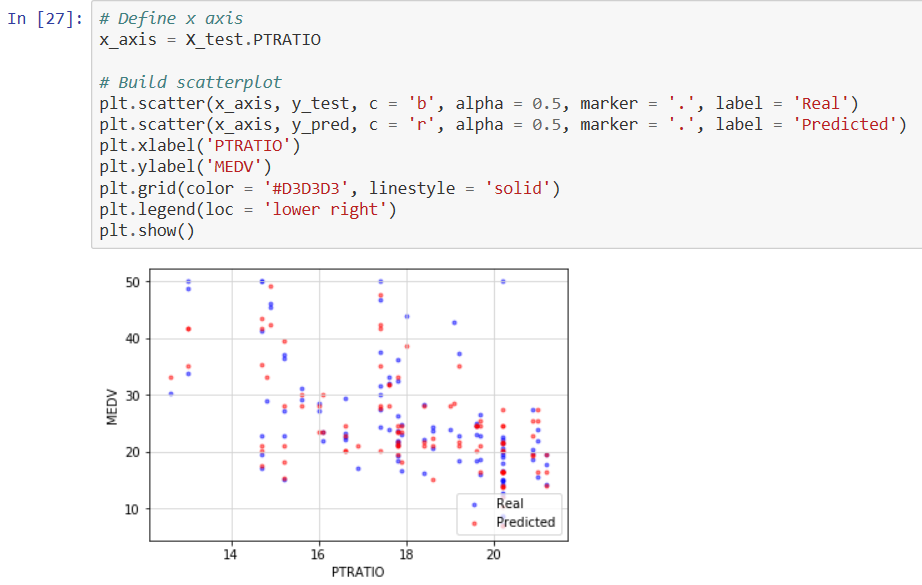 In [27]:
# Define x axis
x_axis = X_test.PTRATIO
# Build scatterplot
plt.scatter(x_axis, y_test, c = 'b', alpha = 0.5, marker = '.', label = 'Real')
plt.scatter(x_axis, y_pred, c = 'r', alpha = 0.5, marker = '.', label = 'Predicted')
plt.xlabel('PTRATIO')
plt.ylabel('MEDV')
plt.grid(color = '#D3D3D3', linestyle = 'solid')
plt.legend(loc = 'lower right')
plt.show()
50
40
30
20
10
MEDV
Real
Predicted
14 16 18 20
PTRATIO